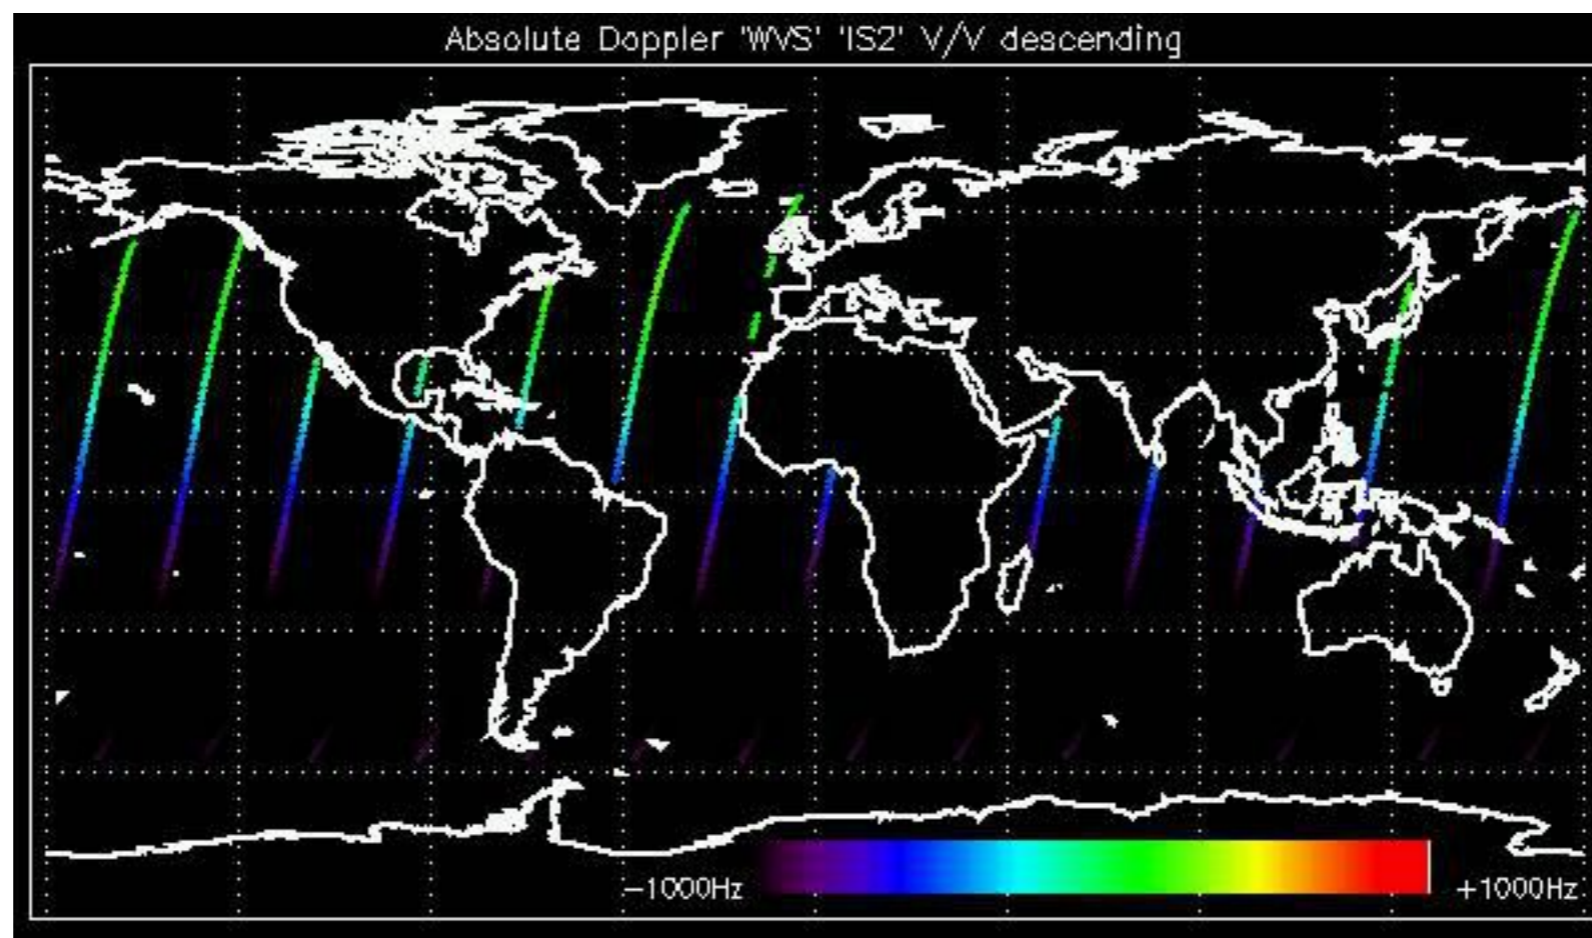 Absolute Doppler 'WVS' 'IS2' V/V descending
−1000Hz +1000Hz